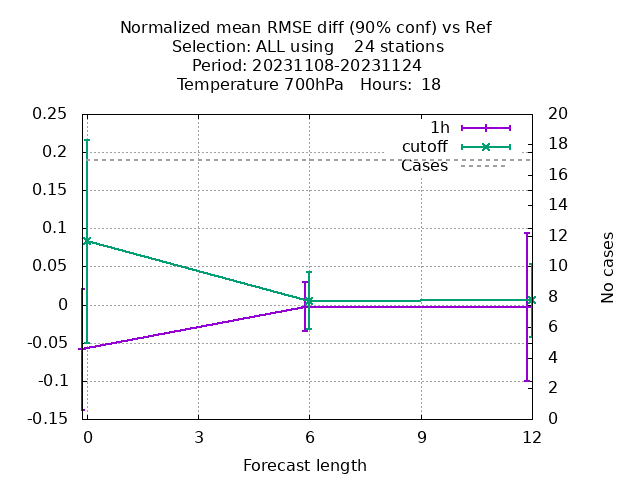 Normalized mean RMSE diff (90% conf) vs Ref
Selection: ALL using    24 stations
Period: 20231108-20231124
Temperature 700hPa   Hours:  18
0.25
0.2
0.15
0.1
0.05
0
-0.05
-0.1
-0.15
20
18
16
14
12
10
8
6
4
2
0
1h
cutoff
Cases
No cases
0
3
6
9
12
Forecast length